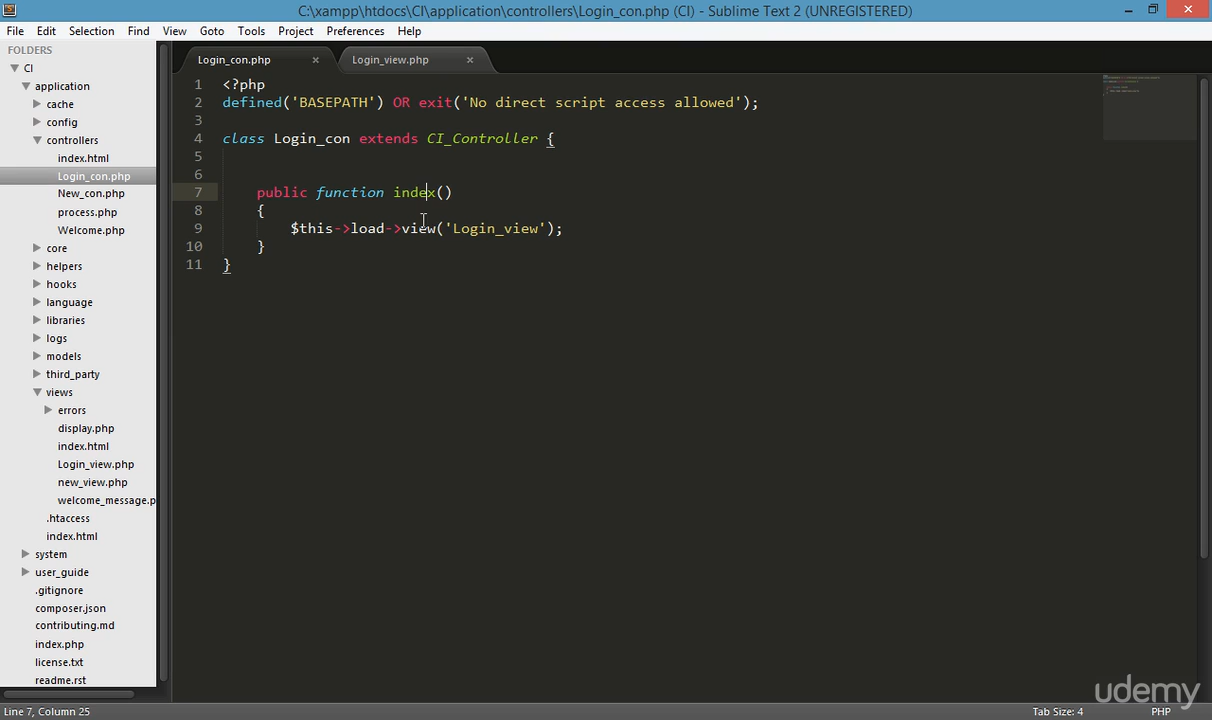 C:\xampp\htdocs\CI\application\controllers\Login_con.php (CI) - Sublime Text 2 (UNREGISTERED)
File Edit Selection Find View Goto Tools Project Preferences Help
FOLDERS
CI
application
cache
config
controllers
index.html
Login_con.php
New_con.php
process.php
Welcome.php
core
helpers
hooks
language
libraries
logs
models
third_party
views
errors
display.php
index.html
Login_view.php
new_view.php
welcome_message.p
.htaccess
index.html
system
user_guide
.gitignore
composer.json
contributing.md
index.php
license.txt
readme.rst
Login_con.php Login_view.php
1 <?php
2 defined('BASEPATH') OR exit('No direct script access allowed');
3
4 class Login_con extends CI_Controller {
5
6
7 public function index()
8 {
9 $this->load->view('Login_view');
10 }
11 }
udemy
Line 7, Column 25 Tab Size: 4 PHP